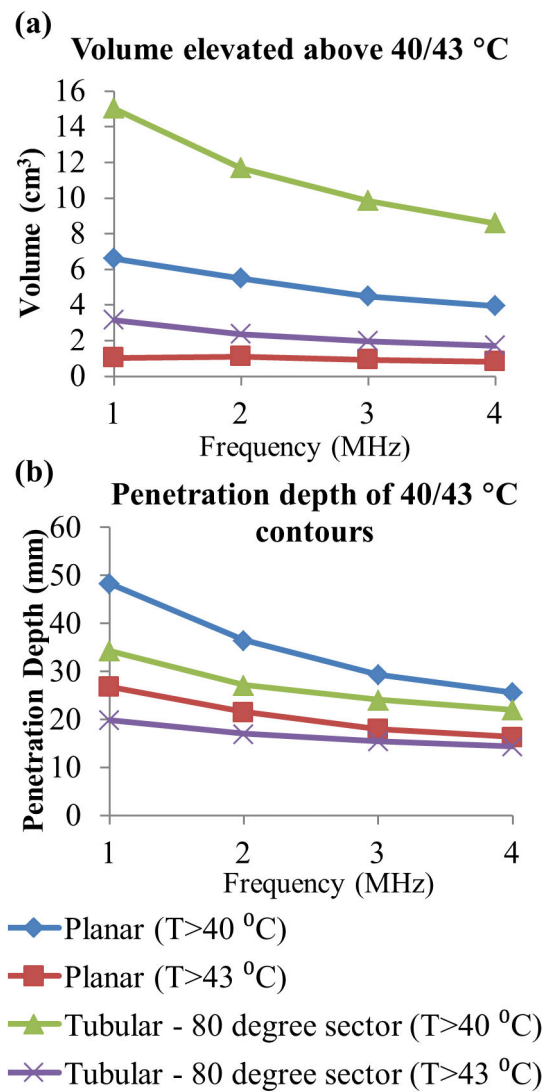 (a)
Volume elevated above 40/43 °C
16
14
12
10
8
6
4
2
0
Volume (cm³)
1 2 3 4
Frequency (MHz)
(b)
Penetration depth of 40/43 °C
contours
60
50
40
30
20
10
0
Penetration Depth (mm)
1 2 3 4
Frequency (MHz)
Planar (T>40 ⁰C)
Planar (T>43 ⁰C)
Tubular - 80 degree sector (T>40 ⁰C)
Tubular - 80 degree sector (T>43 ⁰C)